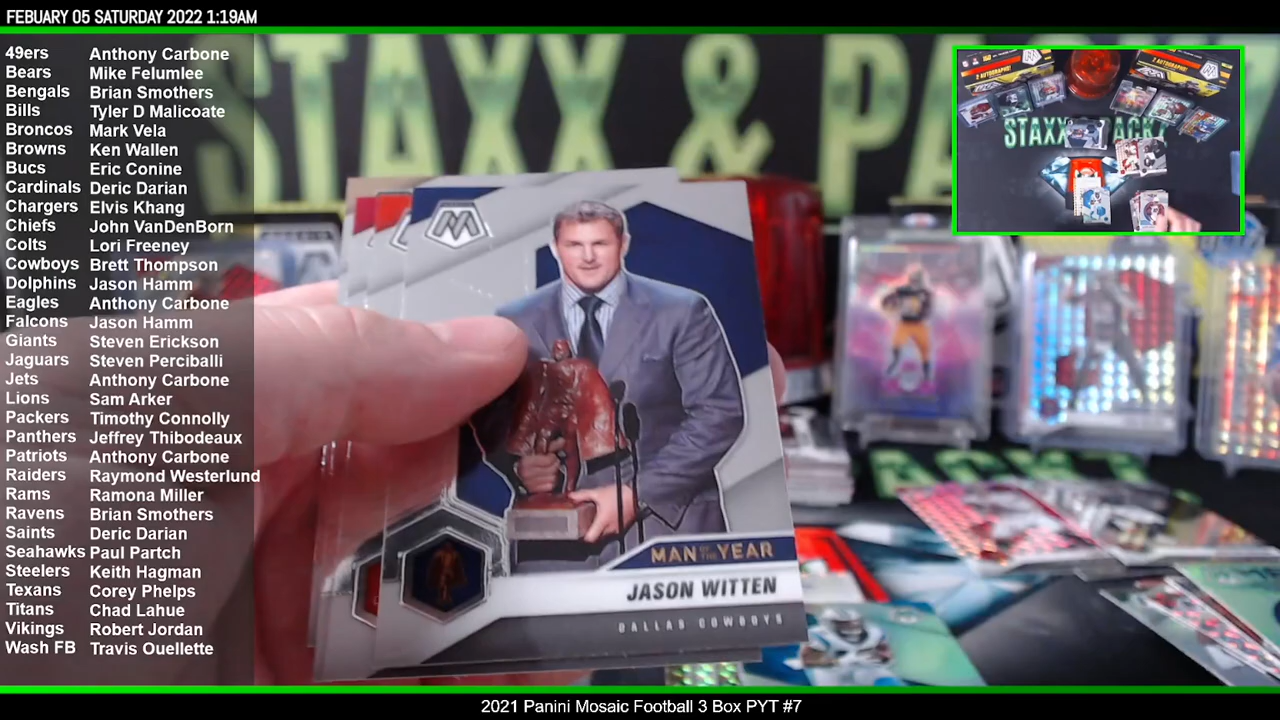 FEBUARY 05 SATURDAY 2022 1:19AM
49ers Anthony Carbone
Bears Mike Felumlee
Bengals Brian Smothers
Bills Tyler D Malicoate
Broncos Mark Vela
Browns Ken Wallen
Bucs Eric Conine
Cardinals Deric Darian
Chargers Elvis Khang
Chiefs John VanDenBorn
Colts Lori Freeney
Cowboys Brett Thompson
Dolphins Jason Hamm
Eagles Anthony Carbone
Falcons Jason Hamm
Giants Steven Erickson
Jaguars Steven Perciballi
Jets Anthony Carbone
Lions Sam Arker
Packers Timothy Connolly
Panthers Jeffrey Thibodeaux
Patriots Anthony Carbone
Raiders Raymond Westerlund
Rams Ramona Miller
Ravens Brian Smothers
Saints Deric Darian
Seahawks Paul Partch
Steelers Keith Hagman
Texans Corey Phelps
Titans Chad Lahue
Vikings Robert Jordan
Wash FB Travis Ouellette
STAXX & PA
M
MAN OF THE YEAR
JASON WITTEN
DALLAS COWBOYS
STAXX
2 AUTOGRAPHS!
2021 Panini Mosaic Football 3 Box PYT #7